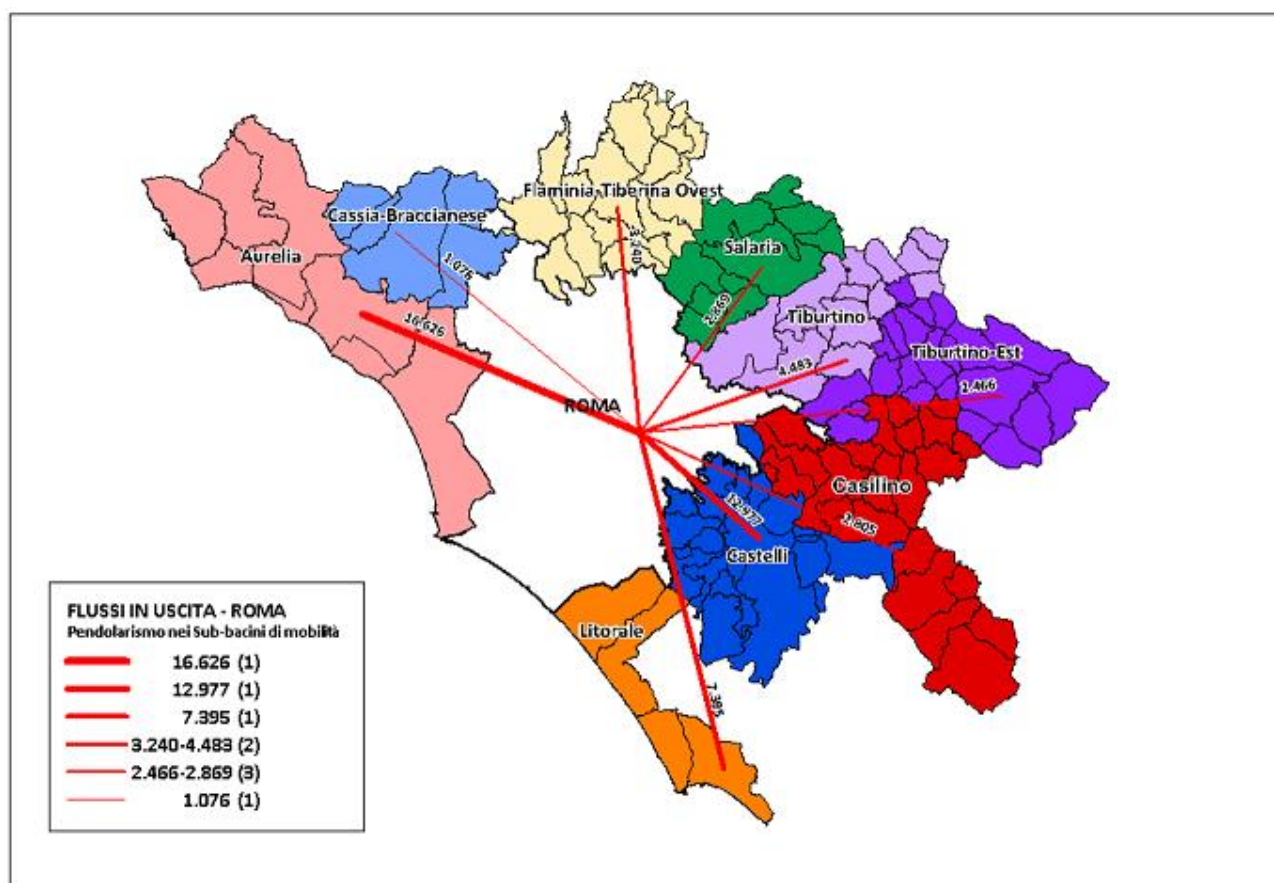 Flaminia-Tiberina Ovest
Cassia-Braccianese
Aurelia
Salaria
3.240
1.076
2.869
16.626
Tiburtino
Tiburtino-Est
4.483
2.466
ROMA
Casilino
12.977
2.805
Castelli
Litorale
7.395
FLUSSI IN USCITA - ROMA
Pendolarismo nei Sub-bacini di mobilità
16.626 (1)
12.977 (1)
7.395 (1)
3.240-4.483 (2)
2.466-2.869 (3)
1.076 (1)